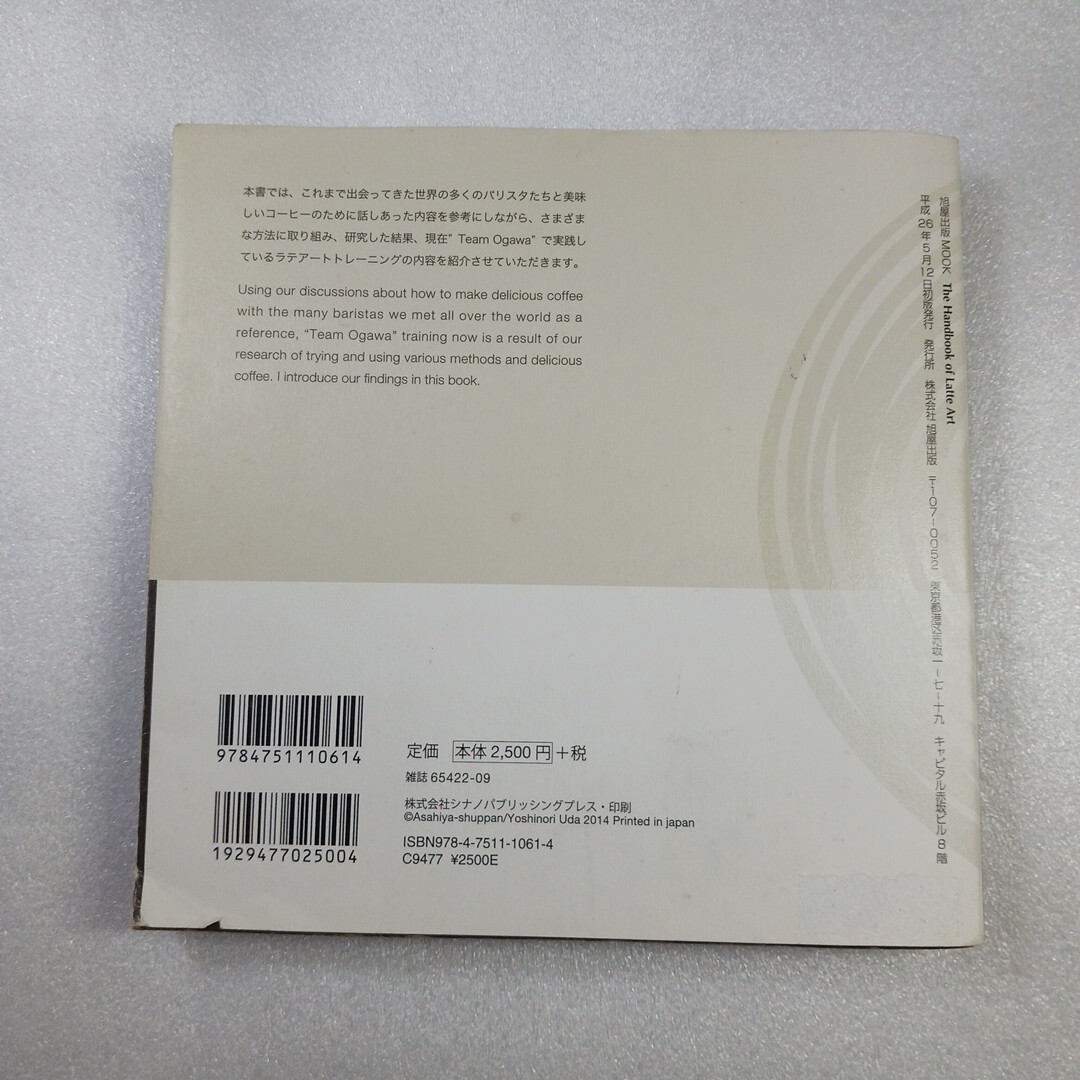 本書では、これまで出会ってきた世界の多くのバリスタたちと美味
しいコーヒーのために話しあった内容を参考にしながら、さまざま
な方法に取り組み、研究した結果、現在“Team Ogawa”で実践し
ているラテアートトレーニングの内容を紹介させていただきます。
Using our discussions about how to make delicious coffee
with the many baristas we met all over the world as a
reference, “Team Ogawa” training now is a result of our
research of trying and using various methods and delicious
coffee. I introduce our findings in this book.
旭屋出版MOOK The Handbook of Latte Art
平成26年5月12日初版発行 発行所 株式会社 旭屋出版 〒107-0052 東京都港区赤坂一-七-十九 キャピタル赤坂ビル8階
9784751110614
1929477025004
定価 本体2,500円+税
雑誌 65422-09
株式会社シナノパブリッシングプレス・印刷
©Asahiya-shuppan/Yoshinori Uda 2014 Printed in japan
ISBN978-4-7511-1061-4
C9477 ¥2500E